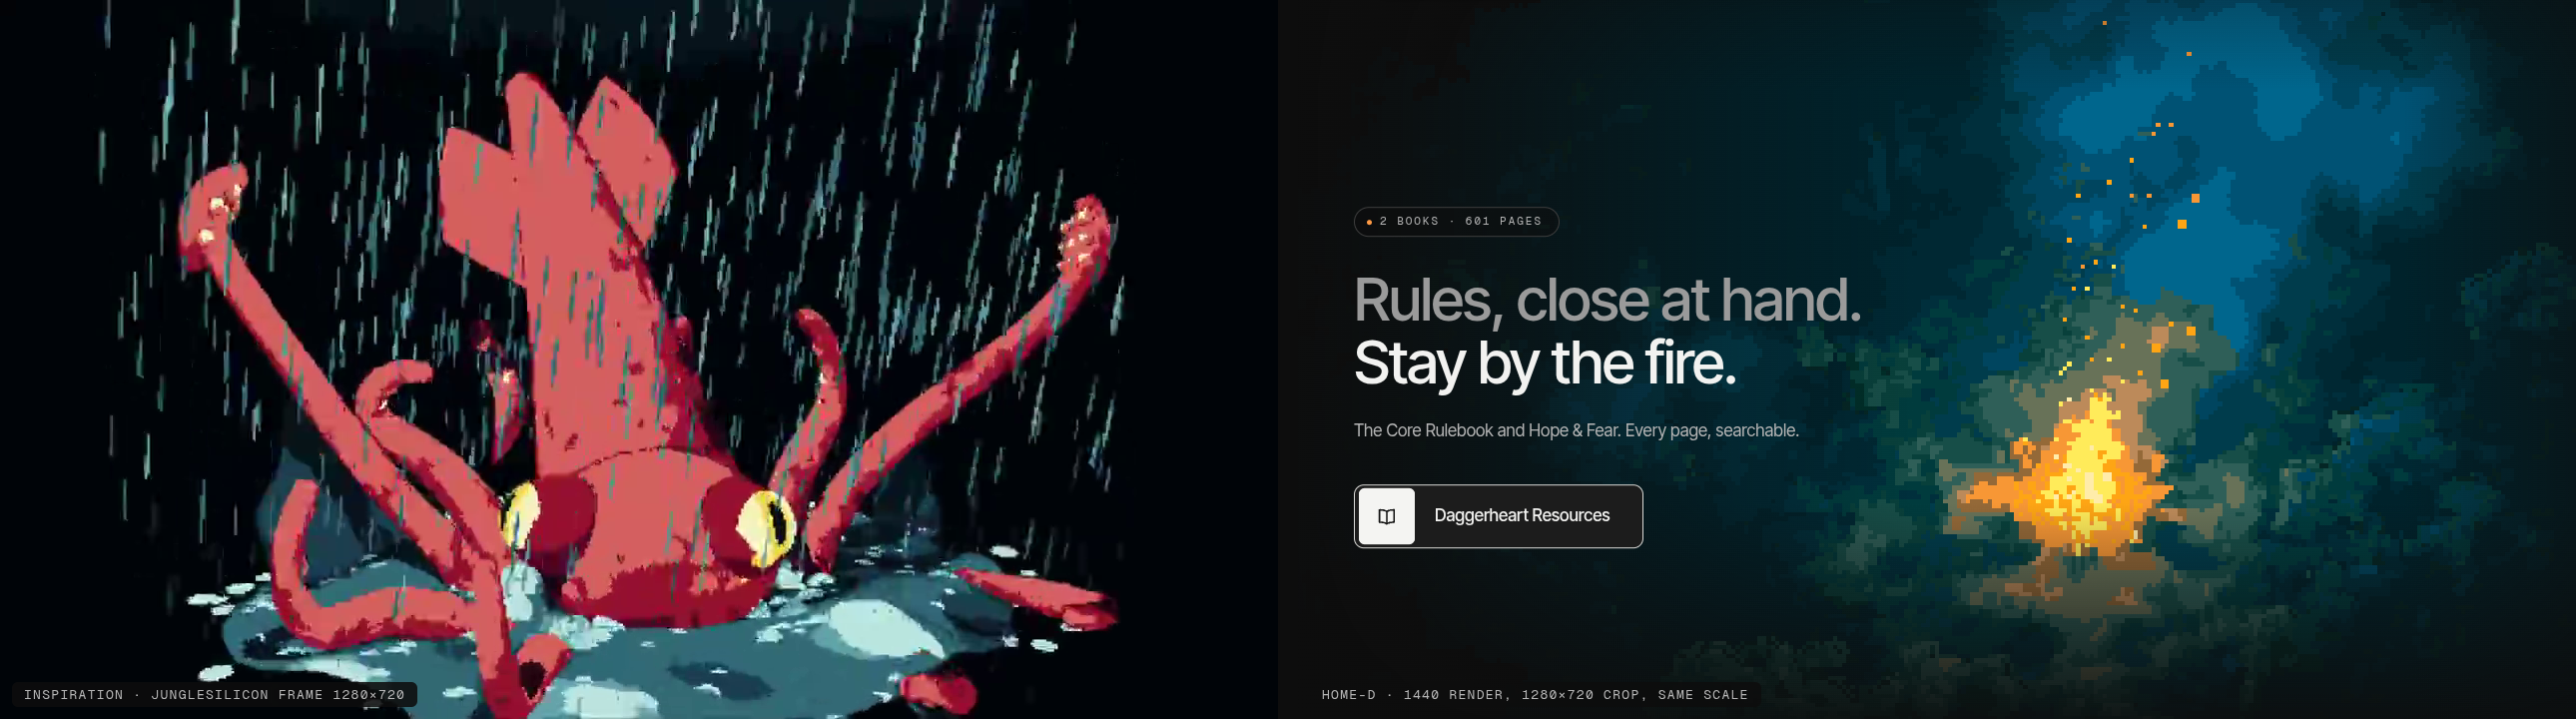 INSPIRATION · JUNGLESILICON FRAME 1280×720
2 BOOKS · 601 PAGES
Rules, close at hand.
Stay by the fire.
The Core Rulebook and Hope & Fear. Every page, searchable.
Daggerheart Resources
HOME-D · 1440 RENDER, 1280×720 CROP, SAME SCALE